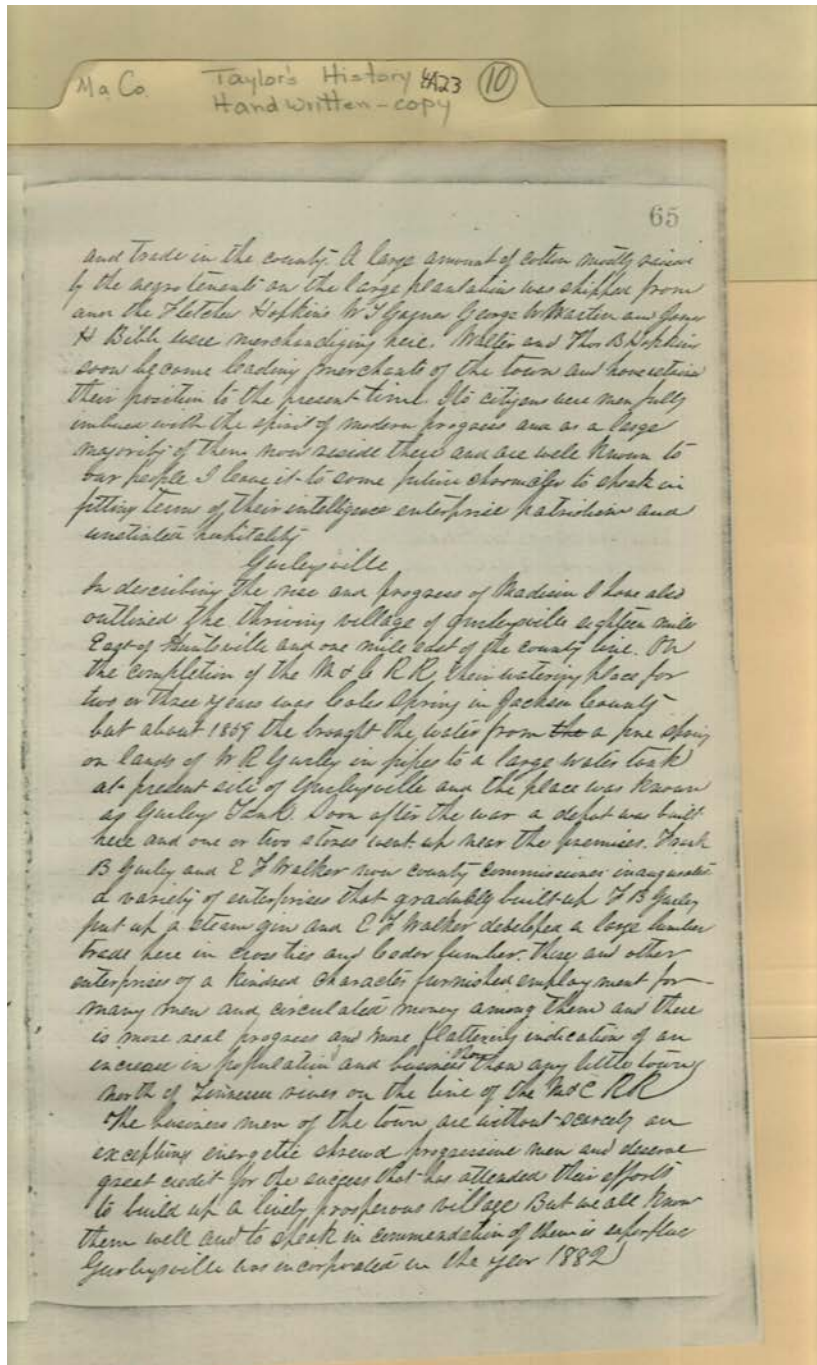 Ma. Co. Taylor's History 4A23 10
Handwritten-copy
65
and trade in the county. A large amount of cotton mostly raised
by the negro tenants on the large plantation was shipped from
and the Fletcher Hopkins W T Garner George W Martin and James
H Bibb were merchandizing here. Walter and Thos B Hopkins
soon became leading merchants of the town and have retain
their position to the present time. Its citizens were men fully
imbued with the spirit of modern progress and as a large
majority of them now reside there and are well known to
our people I leave it to some future chronicler to speak in
fitting terms of their intelligence enterprise patriotism and
unstinted hospitality
Gurleysville
In describing the rise and progress of Madison I have also
outlined the thriving village of Gurleysville eighteen miles
East of Huntsville and one mile east of the county line. On
the completion of the M & C RR, their watering place for
two or three years was Coles Spring in Jackson County
but about 1859 the brought the water from the a fine spring
on lands of W R Gurley in pipes to a large water tank
at present site of Gurleysville and the place was known
as Gurley Tank. Soon after the war a depot was built
here and one or two stores went up near the premises. Frank
B Gurley and E F Walker now county commissioner inaugurated
a variety of enterprises that gradually built up F B Gurley
put up a steam gin and E F Walker developed a large lumber
trade here in cross ties and Cedar lumber. These and other
enterprises of a kindred character furnished employment for
many men and circulated money among them and there
is more real progress and more flattering indication of an
increase in population and business than any little town
north of Tennessee river on the line of the M & C RR
The business men of the town are without scarcely an
exception energetic shrewd progressive men and deserve
great credit for the success that has attended their efforts
to build up a lively prosperous village But we all know
them well and to speak in commendation of them is superflu
Gurleysville was incorporated in the year 1882